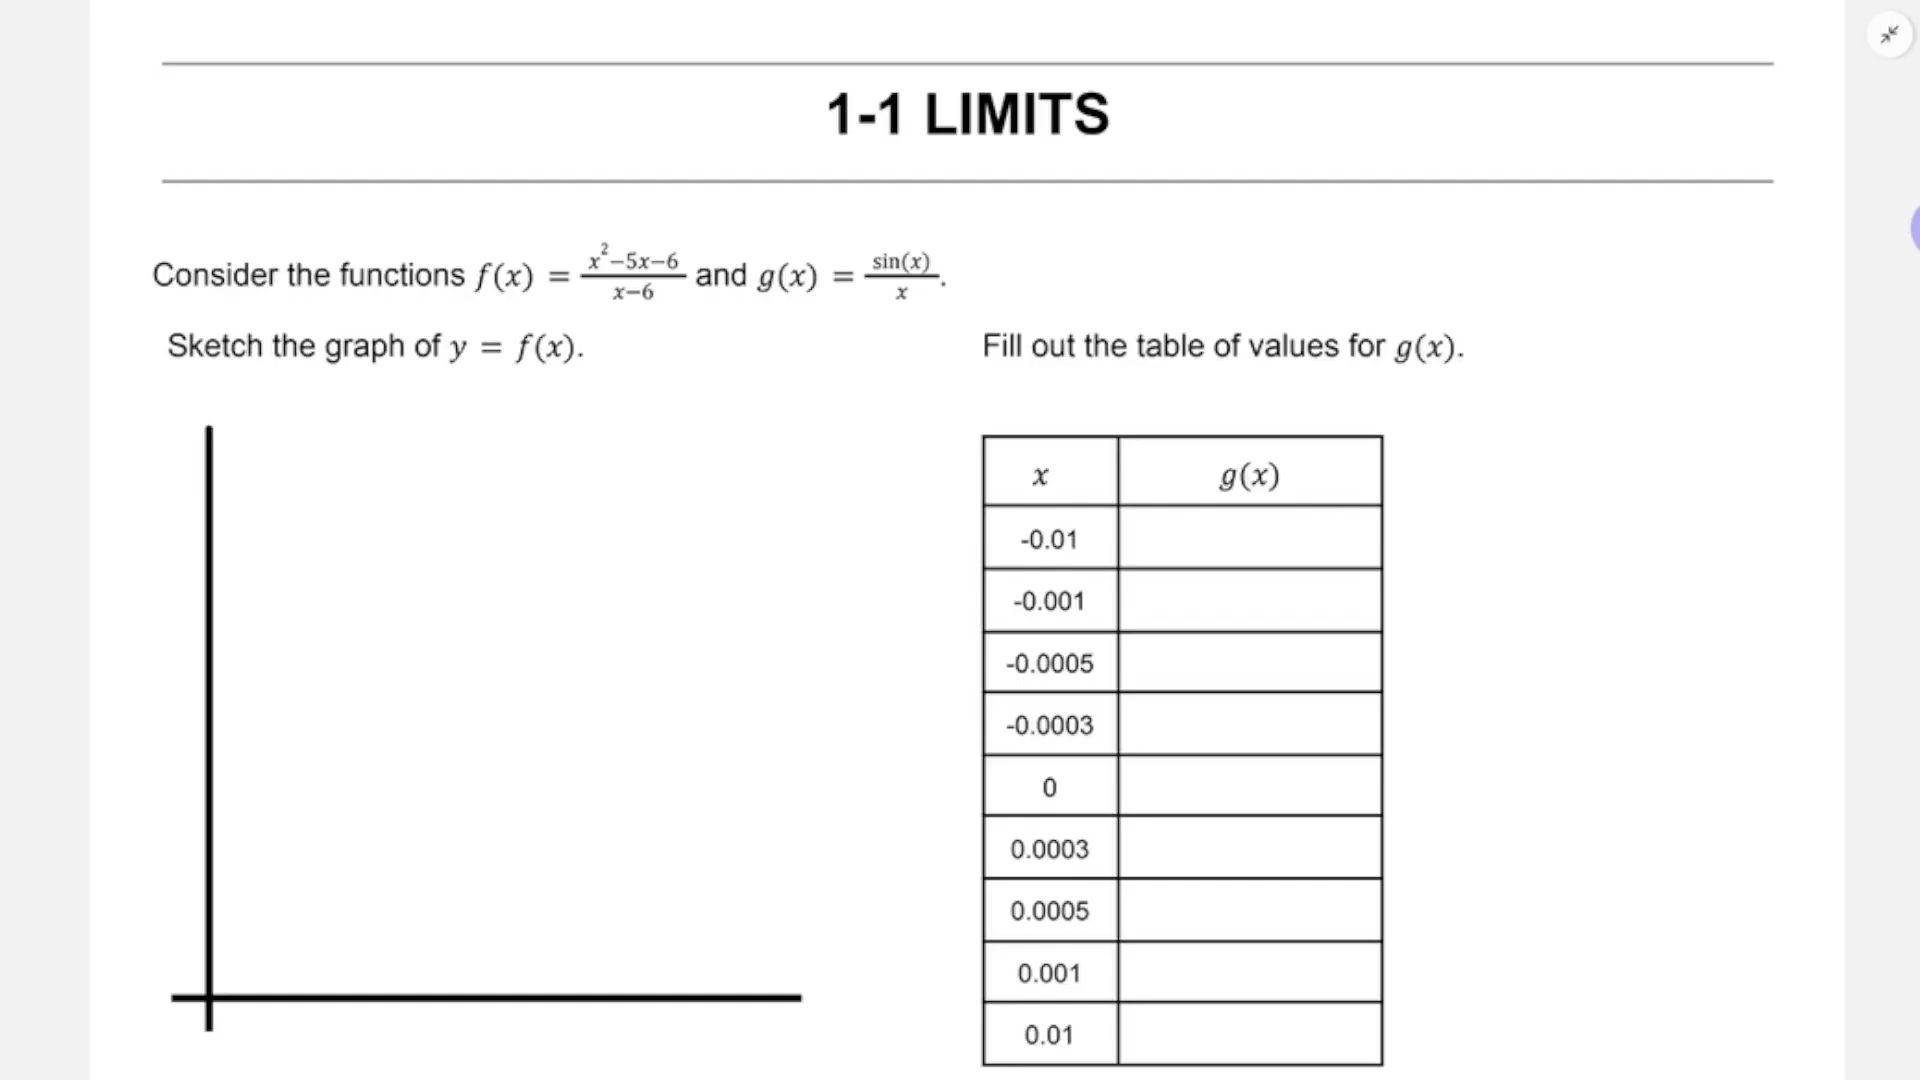 1-1 LIMITS
Consider the functions f(x) = \frac{x^2-5x-6}{x-6} and g(x) = \frac{sin(x)}{x}.
Sketch the graph of y = f(x).
Fill out the table of values for g(x).
x g(x)
-0.01
-0.001
-0.0005
-0.0003
0
0.0003
0.0005
0.001
0.01